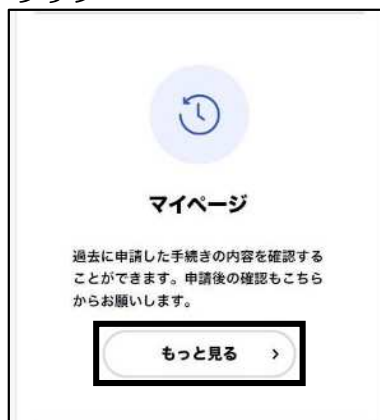 マイページ
過去に申請した手続きの内容を確認する
ことができます。申請後の確認もこちら
からお願いします。
もっと見る